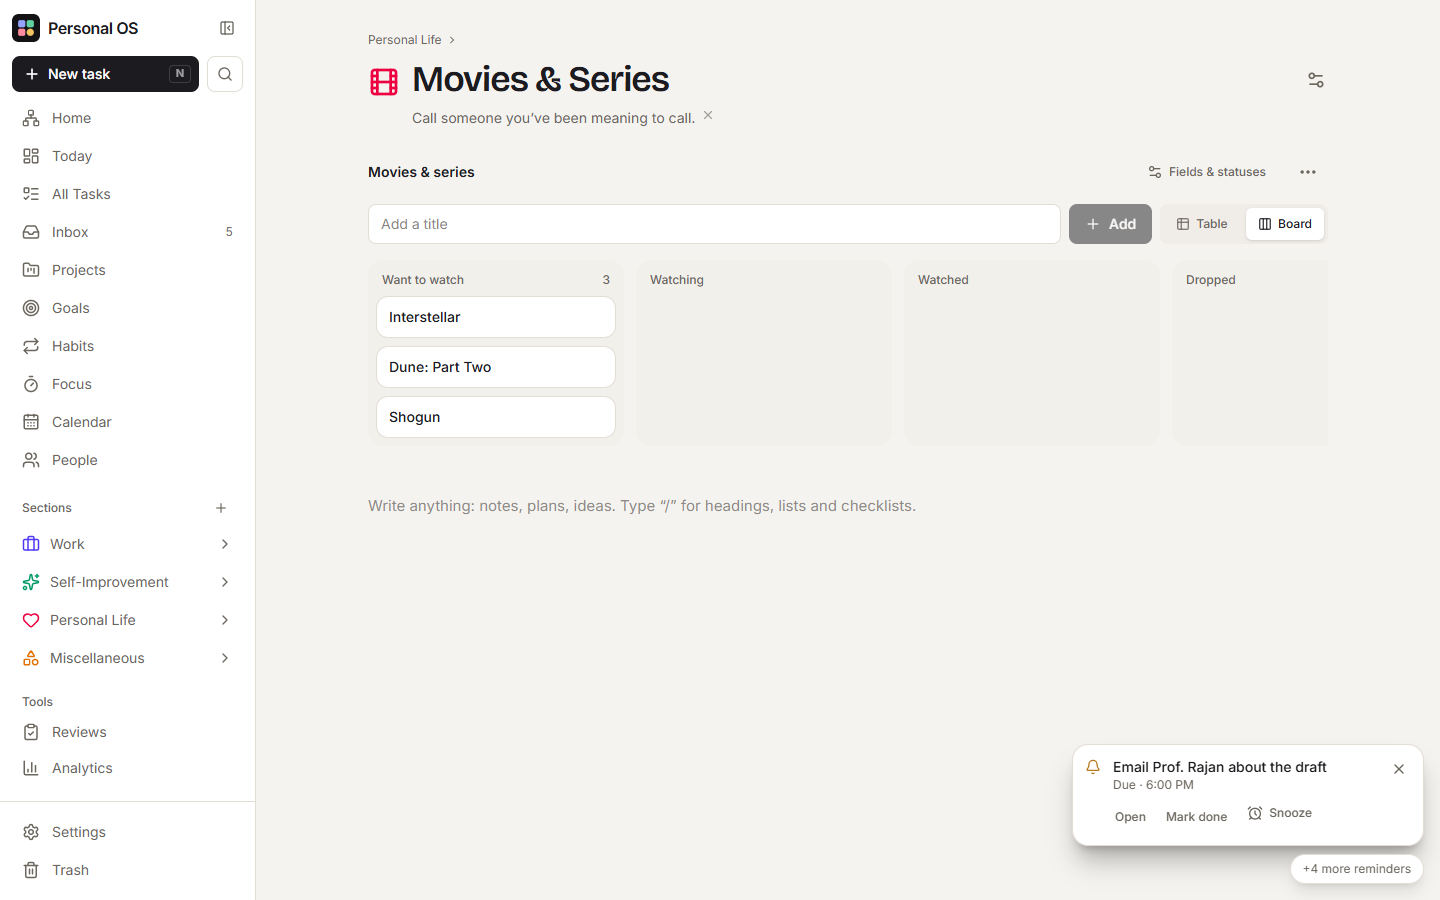 Personal OS
New task N
Home
Today
All Tasks
Inbox 5
Projects
Goals
Habits
Focus
Calendar
People
Sections
Work
Self-Improvement
Personal Life
Miscellaneous
Tools
Reviews
Analytics
Settings
Trash
Personal Life
Movies & Series
Call someone you’ve been meaning to call.
Movies & series
Fields & statuses
Add a title
Add
Table
Board
Want to watch 3
Interstellar
Dune: Part Two
Shogun
Watching
Watched
Dropped
Write anything: notes, plans, ideas. Type “/” for headings, lists and checklists.
Email Prof. Rajan about the draft
Due · 6:00 PM
Open
Mark done
Snooze
+4 more reminders